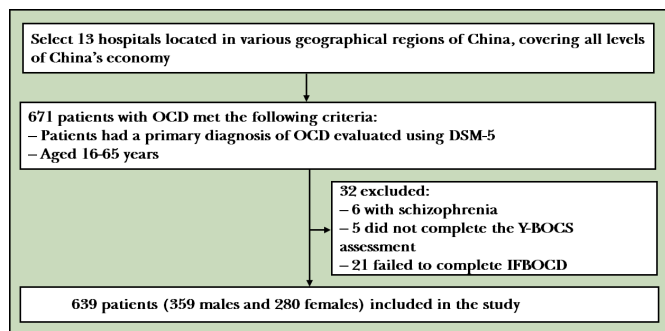 Select 13 hospitals located in various geographical regions of China, covering all levels
of China's economy
671 patients with OCD met the following criteria:
– Patients had a primary diagnosis of OCD evaluated using DSM-5
– Aged 16-65 years
32 excluded:
– 6 with schizophrenia
– 5 did not complete the Y-BOCS
assessment
– 21 failed to complete IFBOCD
639 patients (359 males and 280 females) included in the study